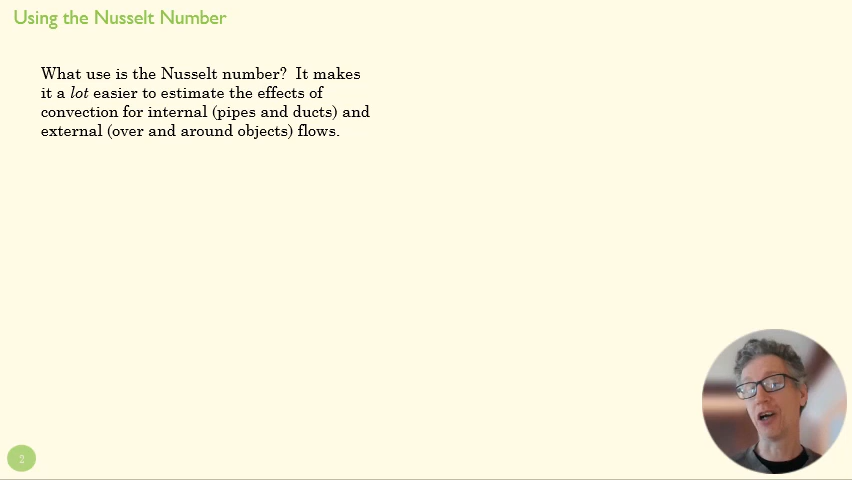 Using the Nusselt Number
What use is the Nusselt number?  It makes
it a lot easier to estimate the effects of
convection for internal (pipes and ducts) and
external (over and around objects) flows.
2